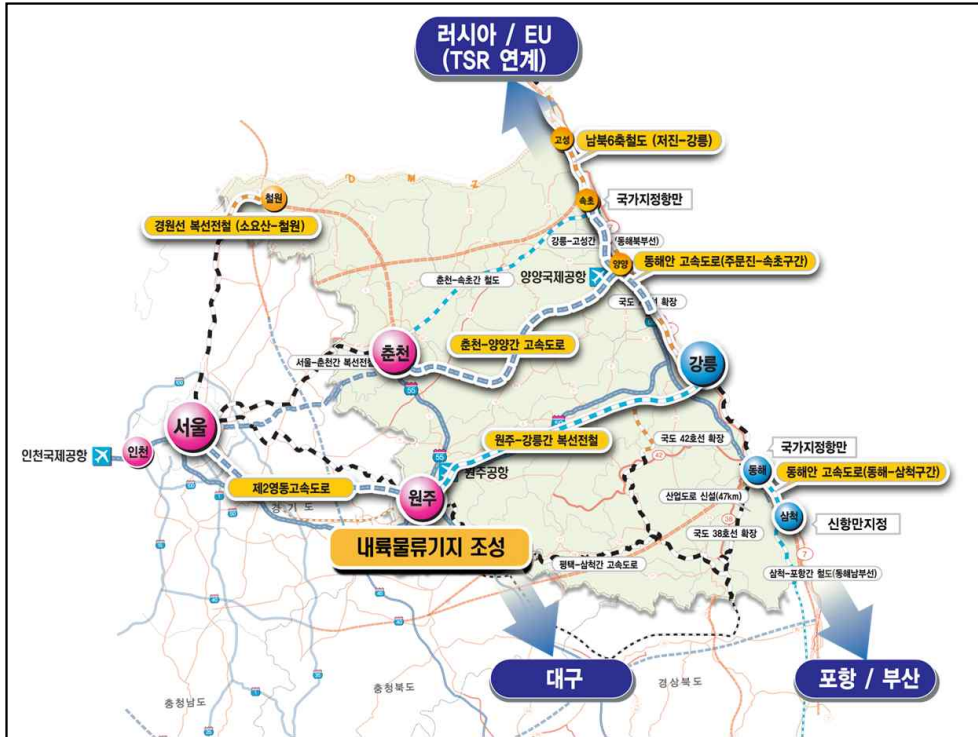 러시아 / EU
(TSR 연계)
고성
남북6축철도 (저진-강릉)
D M Z
철원
속초
국가지정항만
경원선 복선전철 (소요산-철원)
강릉-고성간
(동해북부선)
양양
동해안 고속도로(주문진-속초구간)
춘천-속초간 철도
양양국제공항
국도
선 확장
춘천
춘천-양양간 고속도로
서울-춘천간 복선전철
강릉
55
서울
원주-강릉간 복선전철
국도 42호선 확장
국가지정항만
인천국제공항
인천
55
원주공항
42
동해
동해안 고속도로(동해-삼척구간)
제2영동고속도로
원주
산업도로 신설(47km)
삼척
신항만지정
경 기 도
38
국도 38호선 확장
내륙물류기지 조성
7
평택-삼척간 고속도로
삼척-포항간 철도(동해남부선)
대구
포항 / 부산
충청남도
충청북도
경상북도